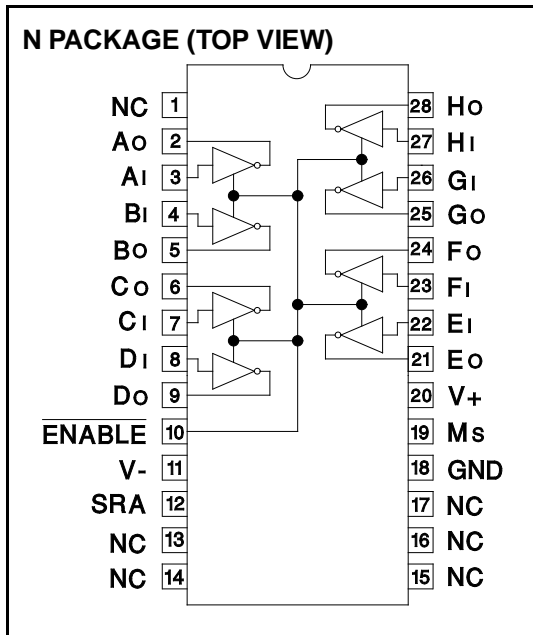 N PACKAGE (TOP VIEW)
NC 1
AO 2
AI 3
BI 4
BO 5
CO 6
CI 7
DI 8
DO 9
ENABLE 10
V- 11
SRA 12
NC 13
NC 14
28 HO
27 HI
26 GI
25 GO
24 FO
23 FI
22 EI
21 EO
20 V+
19 MS
18 GND
17 NC
16 NC
15 NC